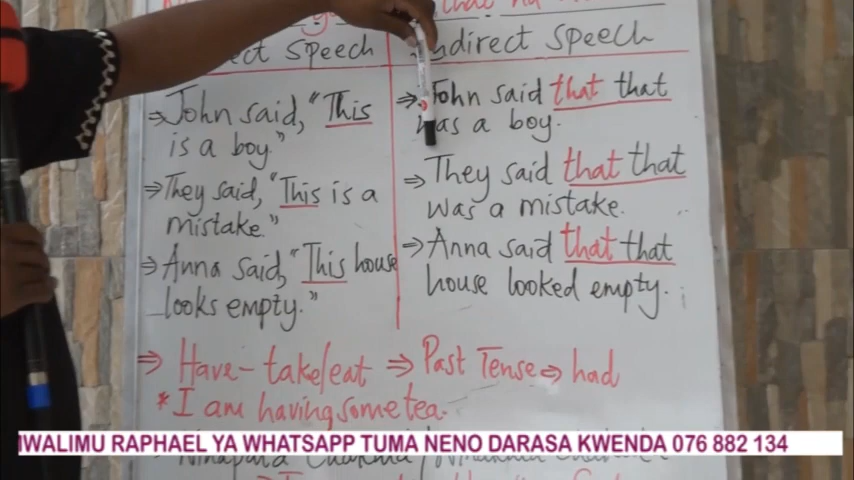 that
ect Speech
Indirect Speech
⇒ John said, "This
is a boy."
⇒ John said that that
was a boy.
⇒ They said, "This is a
mistake."
⇒ They said that that
was a mistake.
⇒ Anna said, "This house
looks empty."
⇒ Anna said that that
house looked empty.
⇒ Have - take/eat ⇒ Past Tense ⇒ had
* I am having some tea.
MWALIMU RAPHAEL YA WHATSAPP TUMA NENO DARASA KWENDA 076 882 134